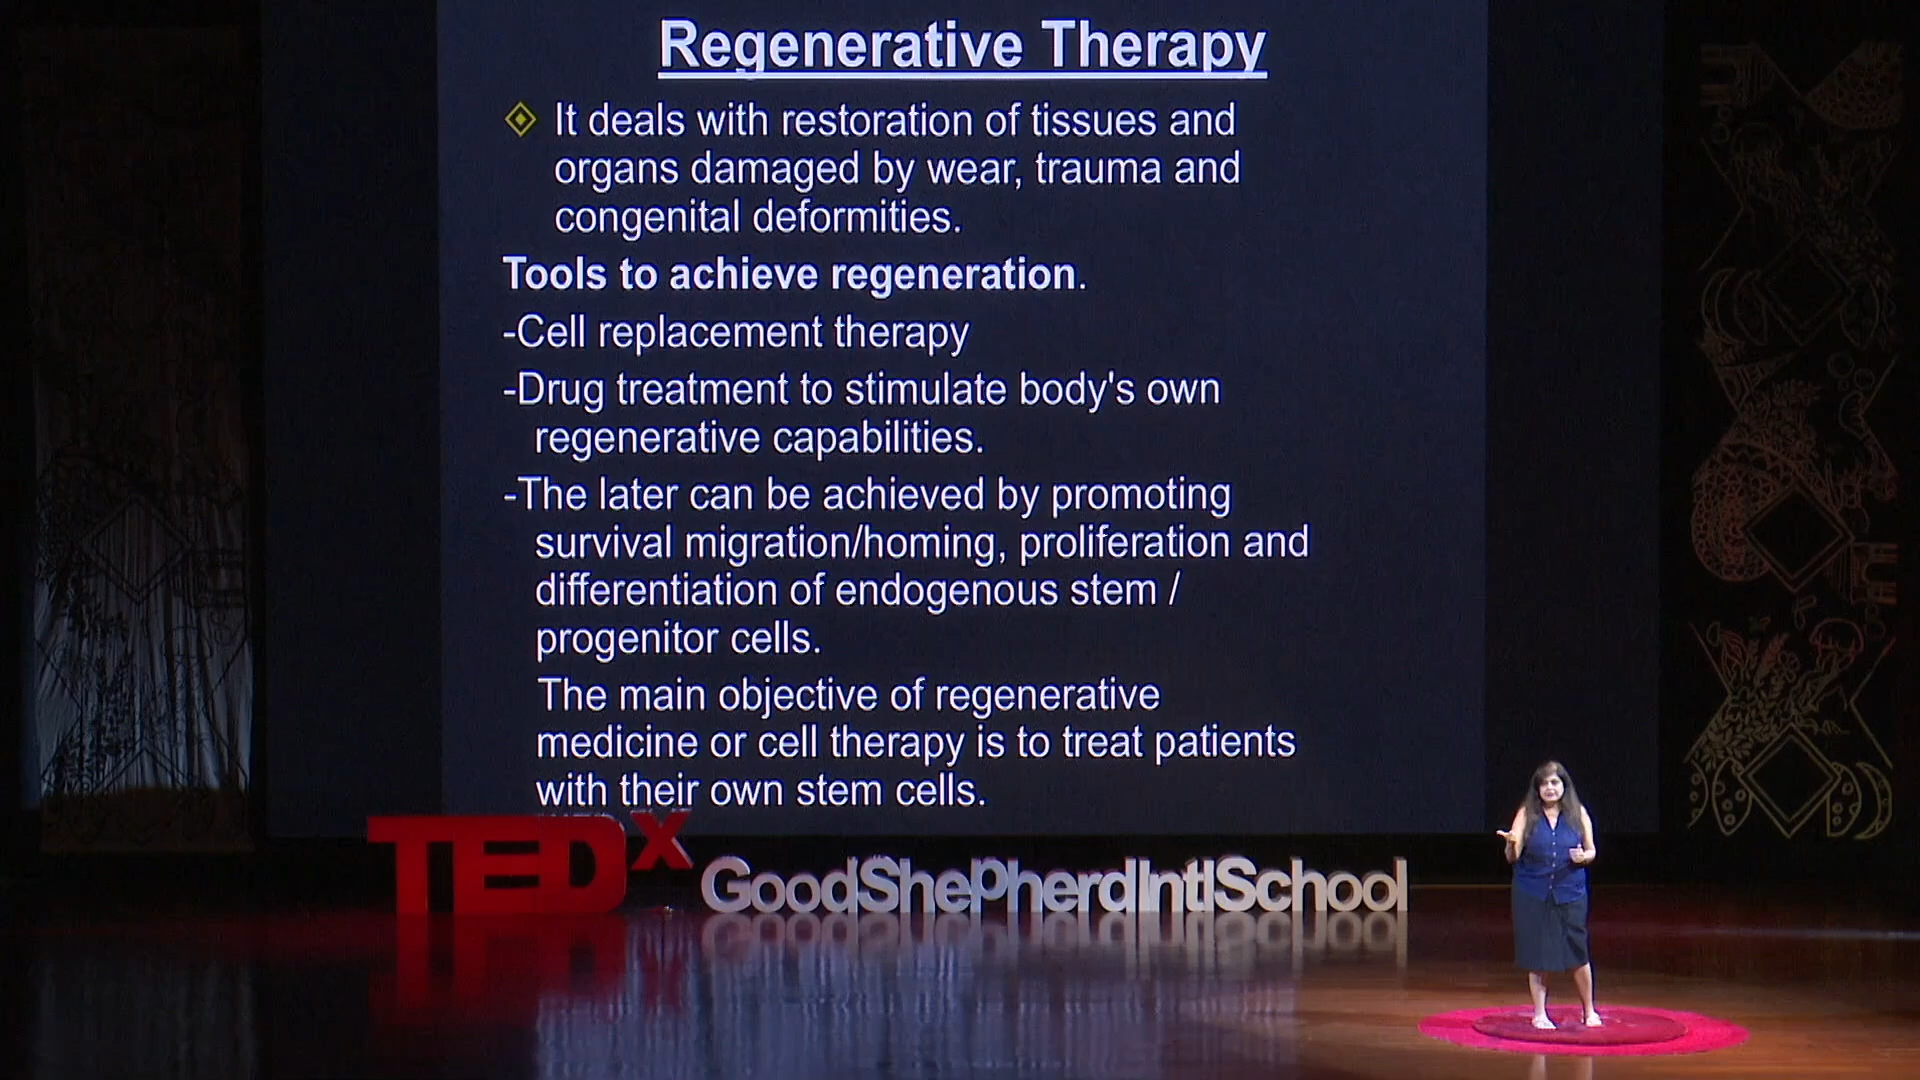 Regenerative Therapy
It deals with restoration of tissues and
organs damaged by wear, trauma and
congenital deformities.
Tools to achieve regeneration.
-Cell replacement therapy
-Drug treatment to stimulate body's own
regenerative capabilities.
-The later can be achieved by promoting
survival migration/homing, proliferation and
differentiation of endogenous stem /
progenitor cells.
The main objective of regenerative
medicine or cell therapy is to treat patients
with their own stem cells.
TEDx
GoodShepherdIntlSchool